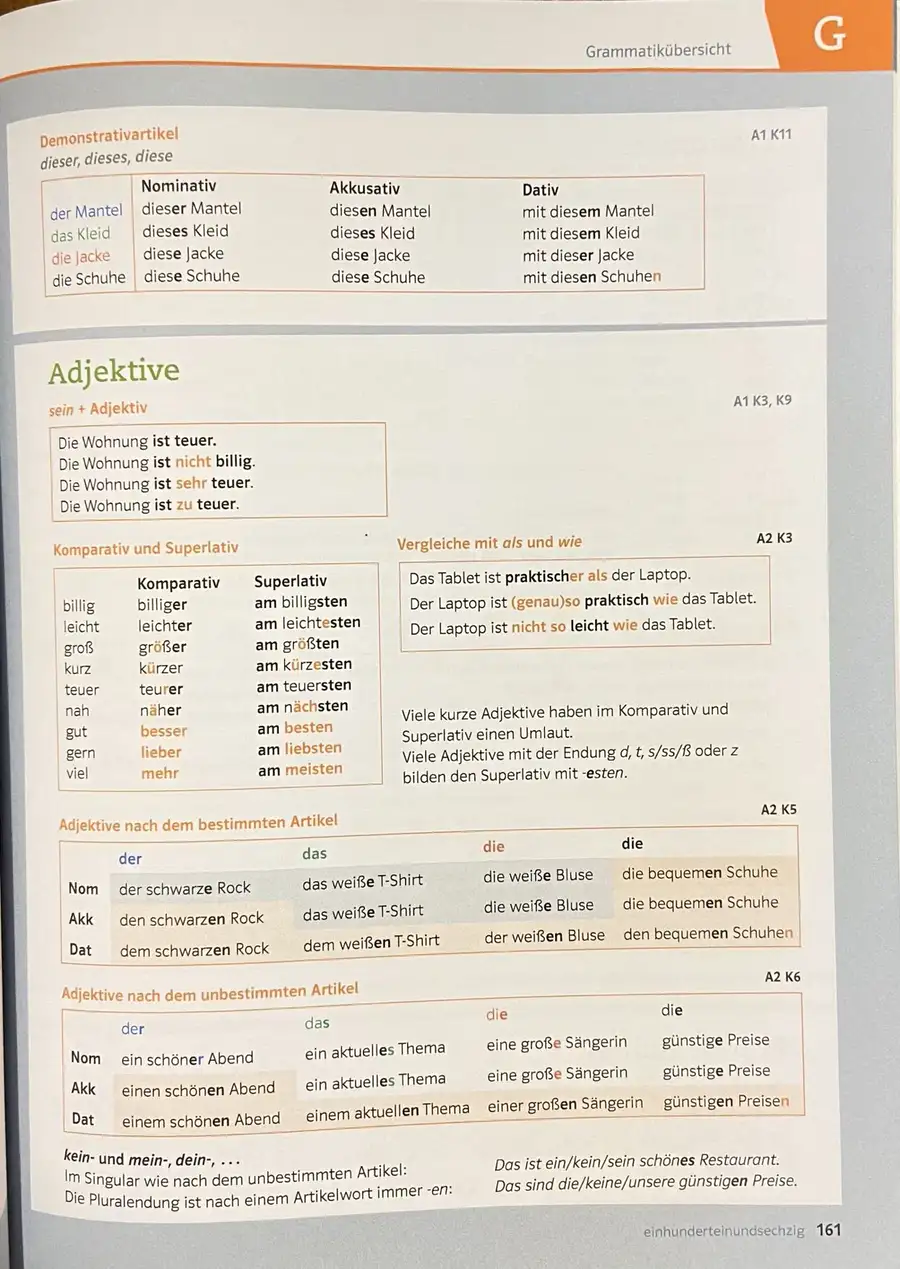 Grammatikübersicht
G
Demonstrativartikel A1 K11
dieser, dieses, diese
Nominativ Akkusativ Dativ
der Mantel dieser Mantel diesen Mantel mit diesem Mantel
das Kleid dieses Kleid dieses Kleid mit diesem Kleid
die Jacke diese Jacke diese Jacke mit dieser Jacke
die Schuhe diese Schuhe diese Schuhe mit diesen Schuhen
Adjektive
sein + Adjektiv A1 K3, K9
Die Wohnung ist teuer.
Die Wohnung ist nicht billig.
Die Wohnung ist sehr teuer.
Die Wohnung ist zu teuer.
Komparativ und Superlativ
Komparativ Superlativ
billig billiger am billigsten
leicht leichter am leichtesten
groß größer am größten
kurz kürzer am kürzesten
teuer teurer am teuersten
nah näher am nächsten
gut besser am besten
gern lieber am liebsten
viel mehr am meisten
Vergleiche mit als und wie A2 K3
Das Tablet ist praktischer als der Laptop.
Der Laptop ist (genau)so praktisch wie das Tablet.
Der Laptop ist nicht so leicht wie das Tablet.
Viele kurze Adjektive haben im Komparativ und
Superlativ einen Umlaut.
Viele Adjektive mit der Endung d, t, s/ss/ß oder z
bilden den Superlativ mit -esten.
Adjektive nach dem bestimmten Artikel A2 K5
der das die die
Nom der schwarze Rock das weiße T-Shirt die weiße Bluse die bequemen Schuhe
Akk den schwarzen Rock das weiße T-Shirt die weiße Bluse die bequemen Schuhe
Dat dem schwarzen Rock dem weißen T-Shirt der weißen Bluse den bequemen Schuhen
Adjektive nach dem unbestimmten Artikel A2 K6
der das die die
Nom ein schöner Abend ein aktuelles Thema eine große Sängerin günstige Preise
Akk einen schönen Abend ein aktuelles Thema eine große Sängerin günstige Preise
Dat einem schönen Abend einem aktuellen Thema einer großen Sängerin günstigen Preisen
kein- und mein-, dein-, ...
Im Singular wie nach dem unbestimmten Artikel: Das ist ein/kein/sein schönes Restaurant.
Die Pluralendung ist nach einem Artikelwort immer -en: Das sind die/keine/unsere günstigen Preise.
einhunderteinundsechzig 161